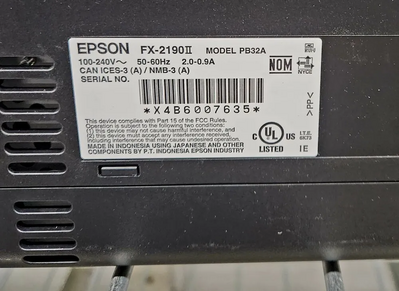 EPSON FX-2190II MODEL PB32A
100-240V~ 50-60Hz 2.0-0.9A
CAN ICES-3 (A) / NMB-3 (A)
SERIAL NO.
*X4B6007635*
NOM
NYCE
>PP<
This device complies with Part 15 of the FCC Rules.
Operation is subject to the following two conditions:
(1) this device may not cause harmful interference, and
(2) this device must accept any interference received,
including interference that may cause undesired operation.
MADE IN INDONESIA USING JAPANESE AND OTHER
COMPONENTS BY P.T. INDONESIA EPSON INDUSTRY
C UL US
LISTED
I.T.E.
IE